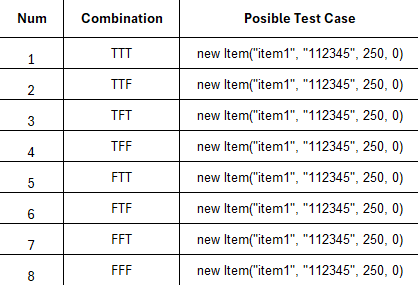 Num Combination Posible Test Case
1 TTT new Item("item1", "112345", 250, 0)
2 TTF new Item("item1", "112345", 250, 0)
3 TFT new Item("item1", "112345", 250, 0)
4 TFF new Item("item1", "112345", 250, 0)
5 FTT new Item("item1", "112345", 250, 0)
6 FTF new Item("item1", "112345", 250, 0)
7 FFT new Item("item1", "112345", 250, 0)
8 FFF new Item("item1", "112345", 250, 0)